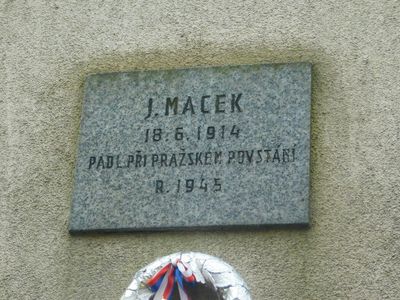 J. MACEK
18.6.1914
PADL PŘI PRAŽSKÉM POVSTÁNÍ
R. 1945